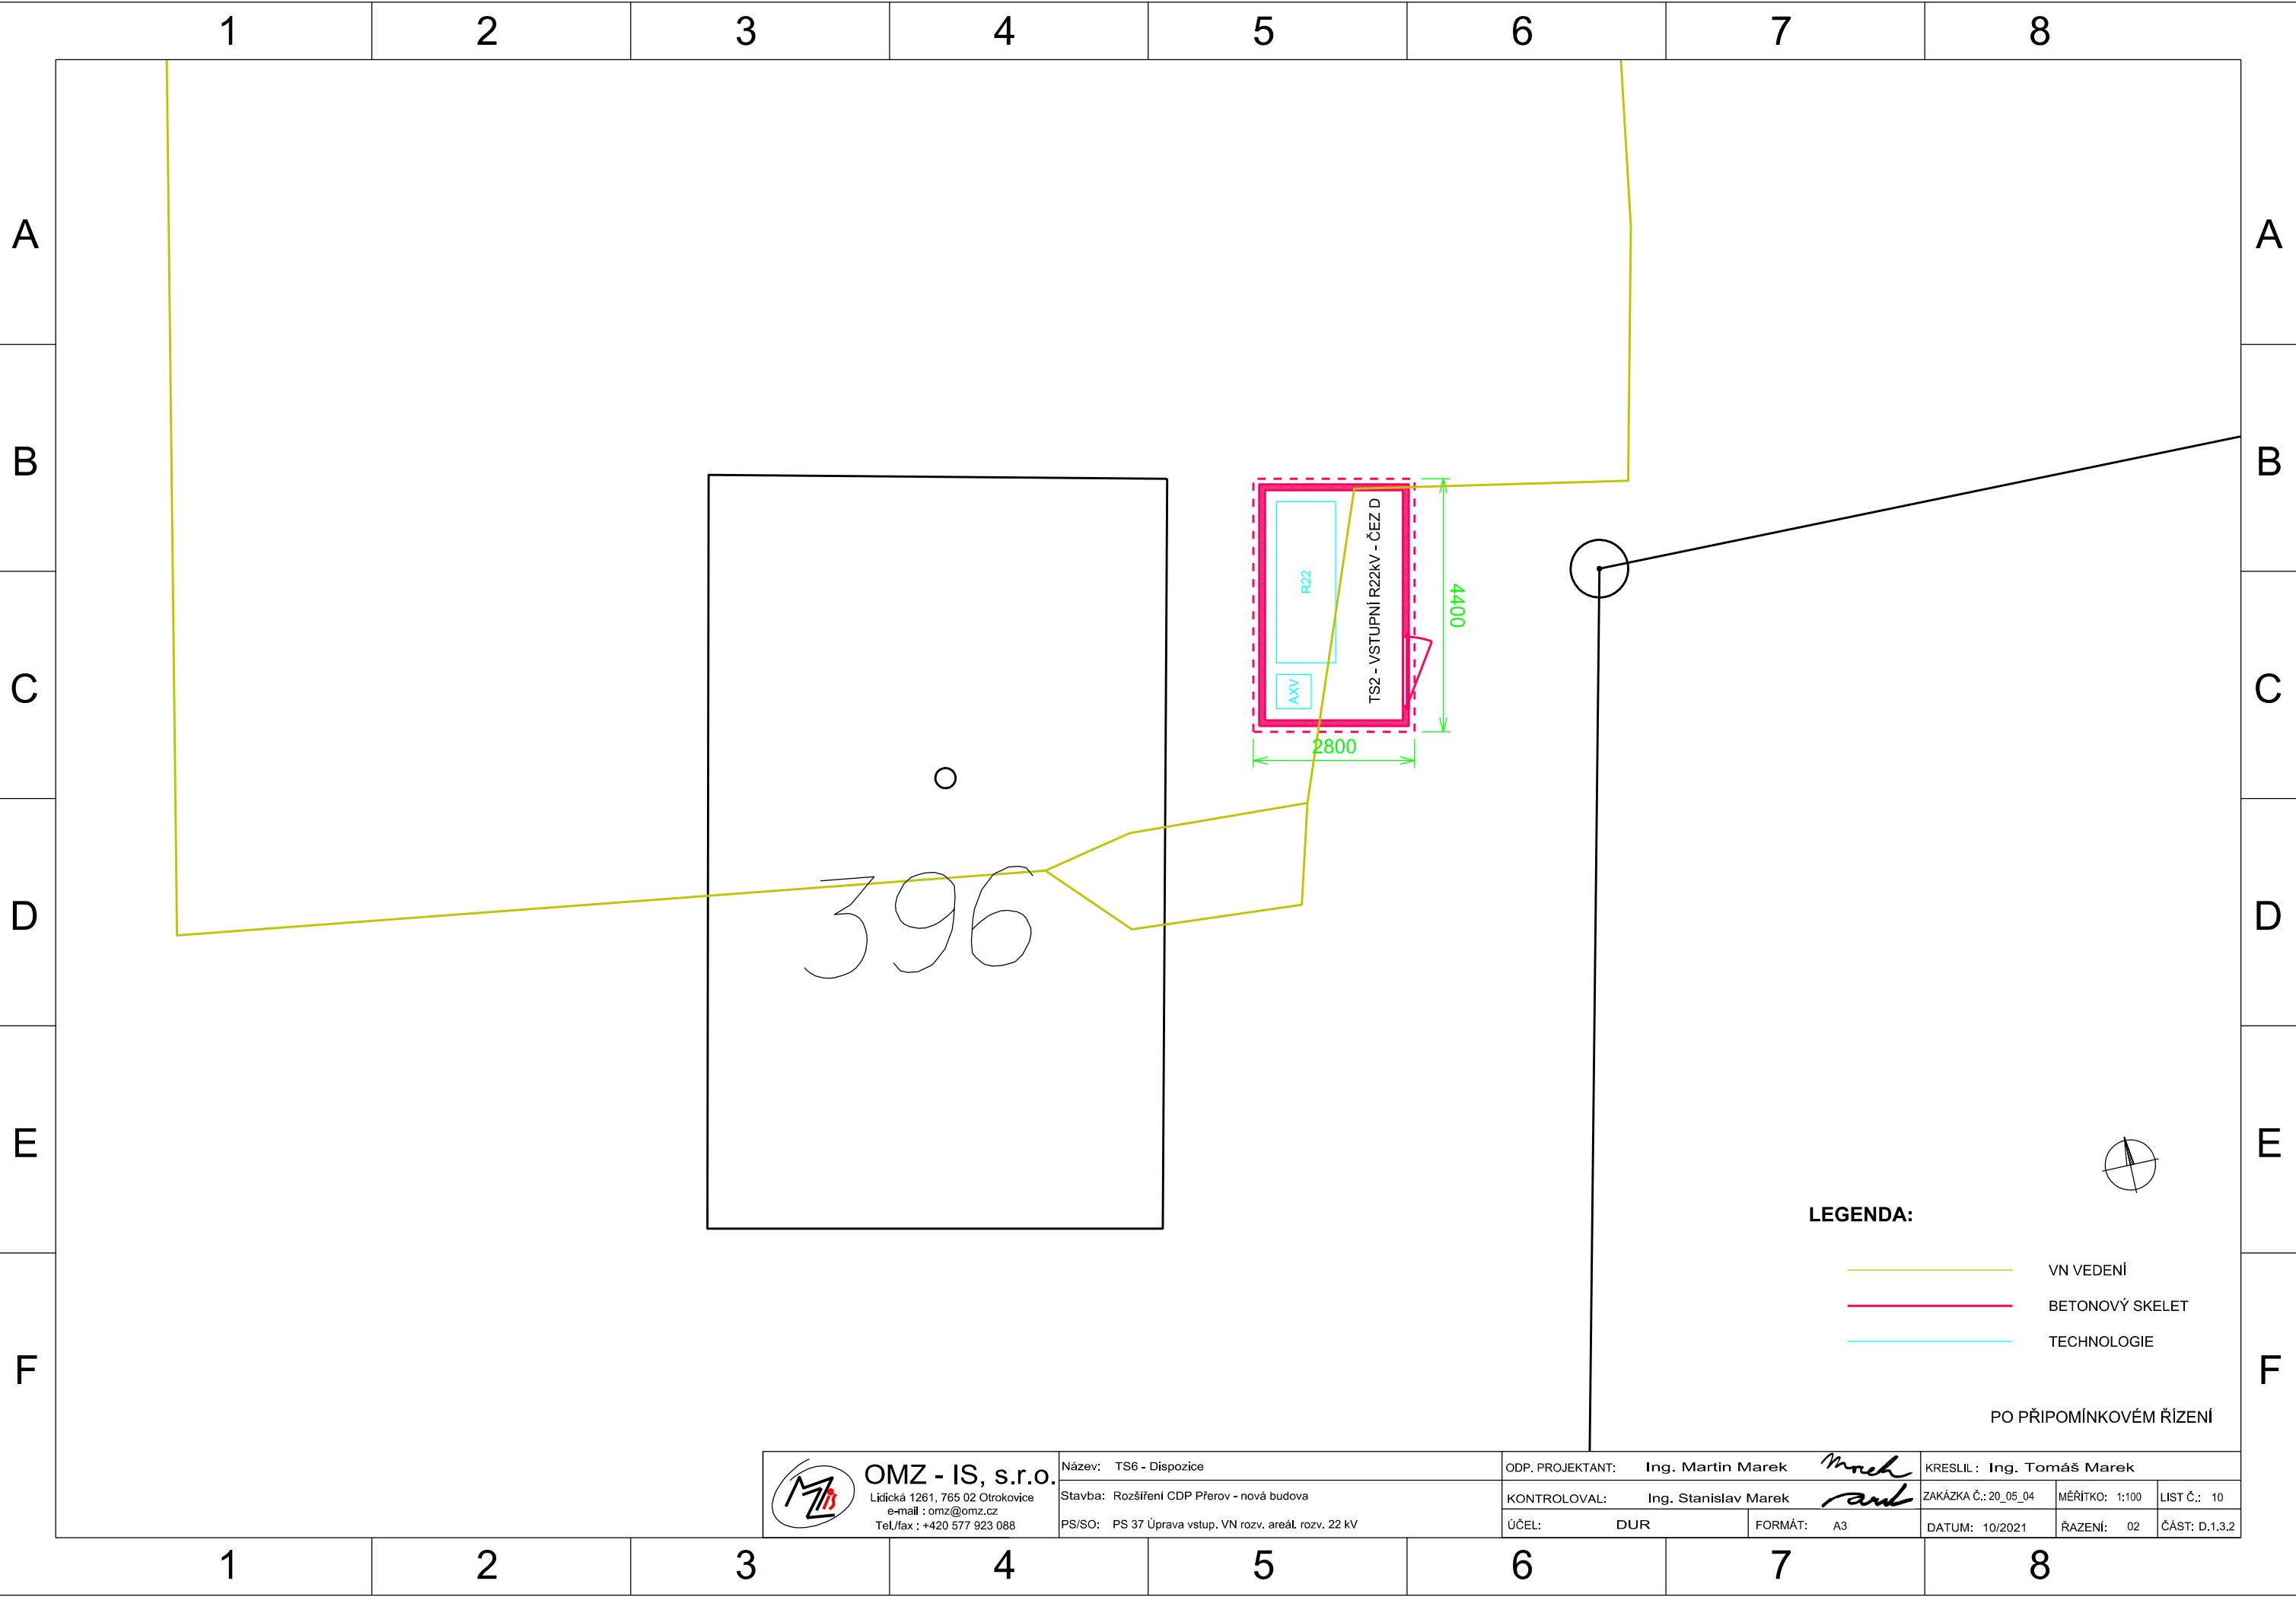 1 2 3 4 5 6 7 8
A A
B B
C C
D D
E E
F F
R22
AXV
TS2 - VSTUPNÍ R22kV - ČEZ D
4400
2800
396
LEGENDA:
VN VEDENÍ
BETONOVÝ SKELET
TECHNOLOGIE
PO PŘIPOMÍNKOVÉM ŘÍZENÍ
OMZ - IS, s.r.o.
Lidická 1261, 765 02 Otrokovice
e-mail : omz@omz.cz
Tel./fax : +420 577 923 088
Název: TS6 - Dispozice
Stavba: Rozšíření CDP Přerov - nová budova
PS/SO: PS 37 Úprava vstup. VN rozv. areál. rozv. 22 kV
ODP. PROJEKTANT: Ing. Martin Marek
KONTROLOVAL: Ing. Stanislav Marek
ÚČEL: DUR FORMÁT: A3
KRESLIL: Ing. Tomáš Marek
ZAKÁZKA Č.: 20_05_04 MĚŘÍTKO: 1:100 LIST Č.: 10
DATUM: 10/2021 ŘAZENÍ: 02 ČÁST: D.1.3.2
1 2 3 4 5 6 7 8